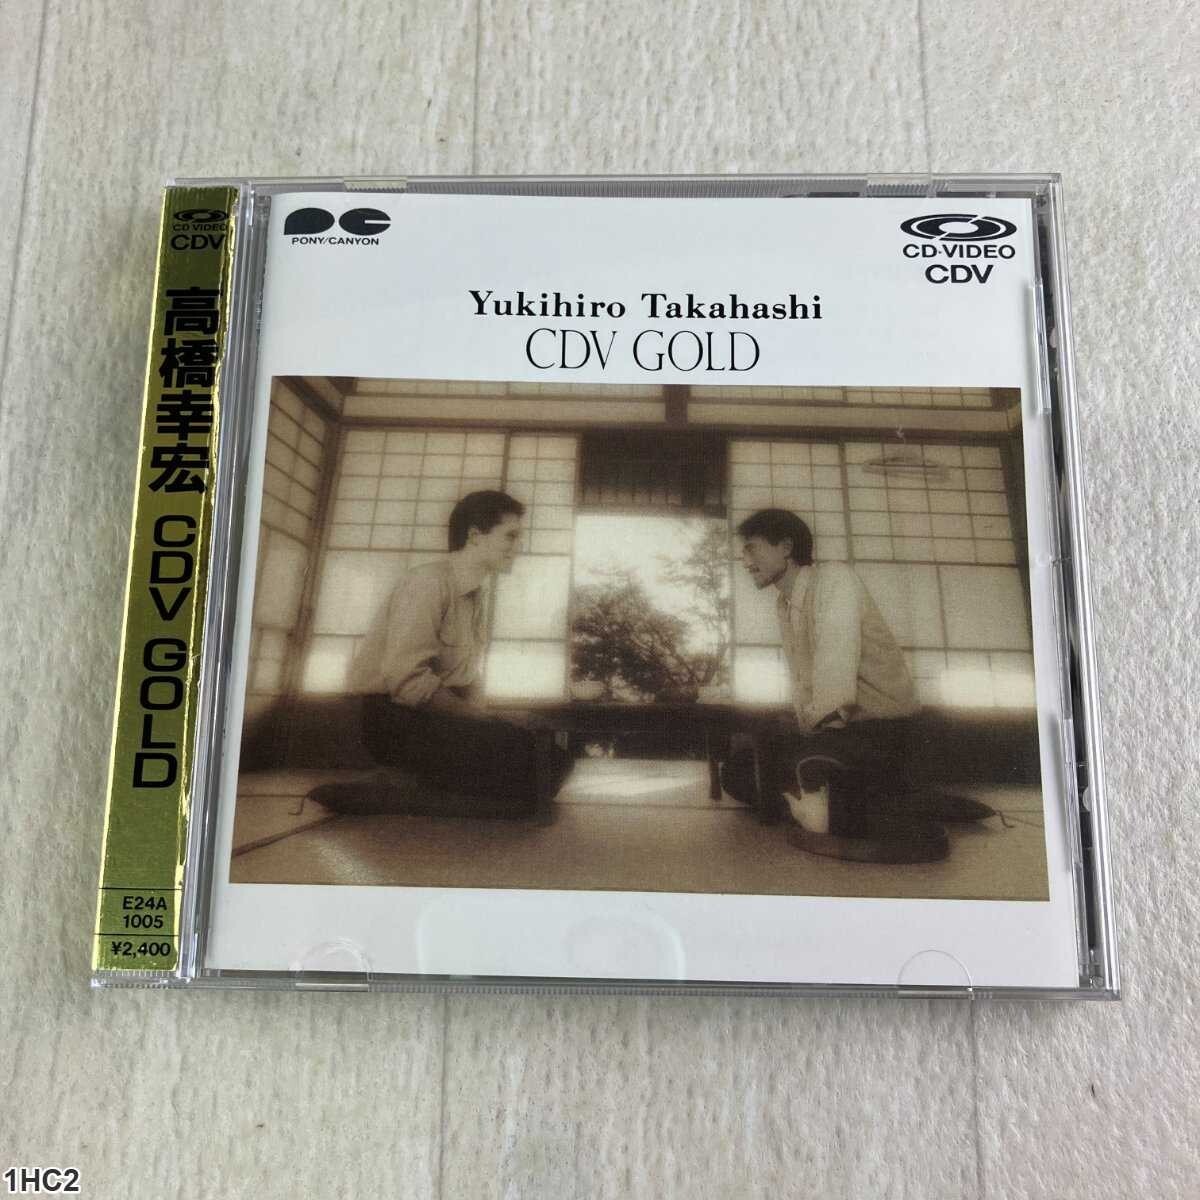 CD VIDEO
CDV
高橋幸宏 CDV GOLD
E24A
1005
¥2,400
PONY/CANYON
CD-VIDEO
CDV
Yukihiro Takahashi
CDV GOLD
1HC2